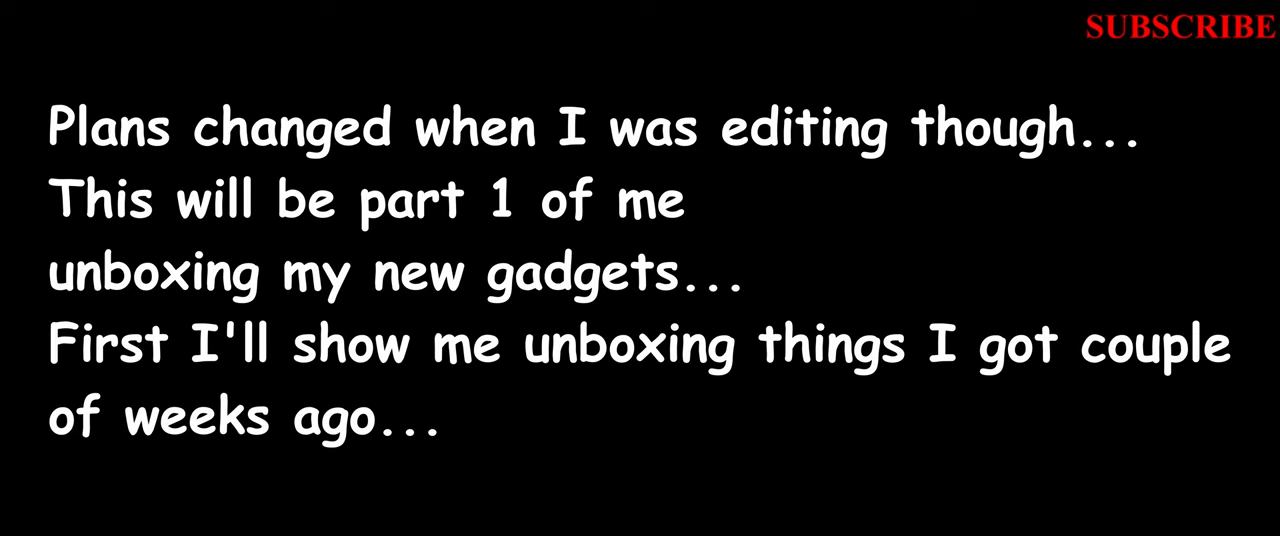 SUBSCRIBE
Plans changed when I was editing though...
This will be part 1 of me
unboxing my new gadgets...
First I'll show me unboxing things I got couple
of weeks ago...